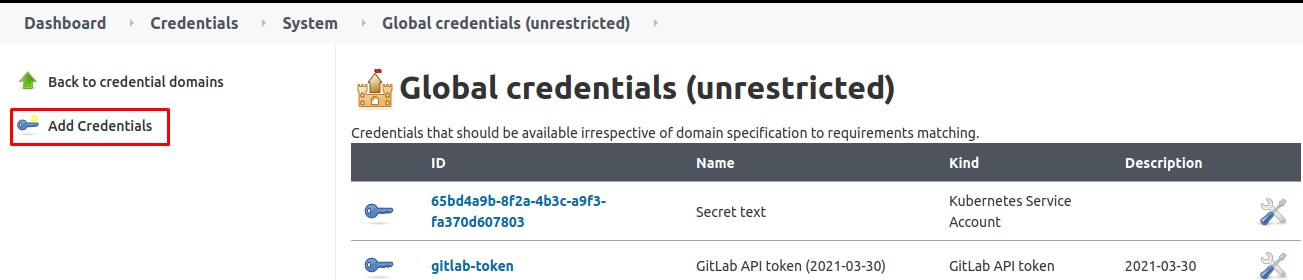 Dashboard Credentials System Global credentials (unrestricted)
Back to credential domains
Add Credentials
Global credentials (unrestricted)
Credentials that should be available irrespective of domain specification to requirements matching.
ID Name Kind Description
65bd4a9b-8f2a-4b3c-a9f3-
fa370d607803
Secret text
Kubernetes Service
Account
gitlab-token GitLab API token (2021-03-30) GitLab API token 2021-03-30